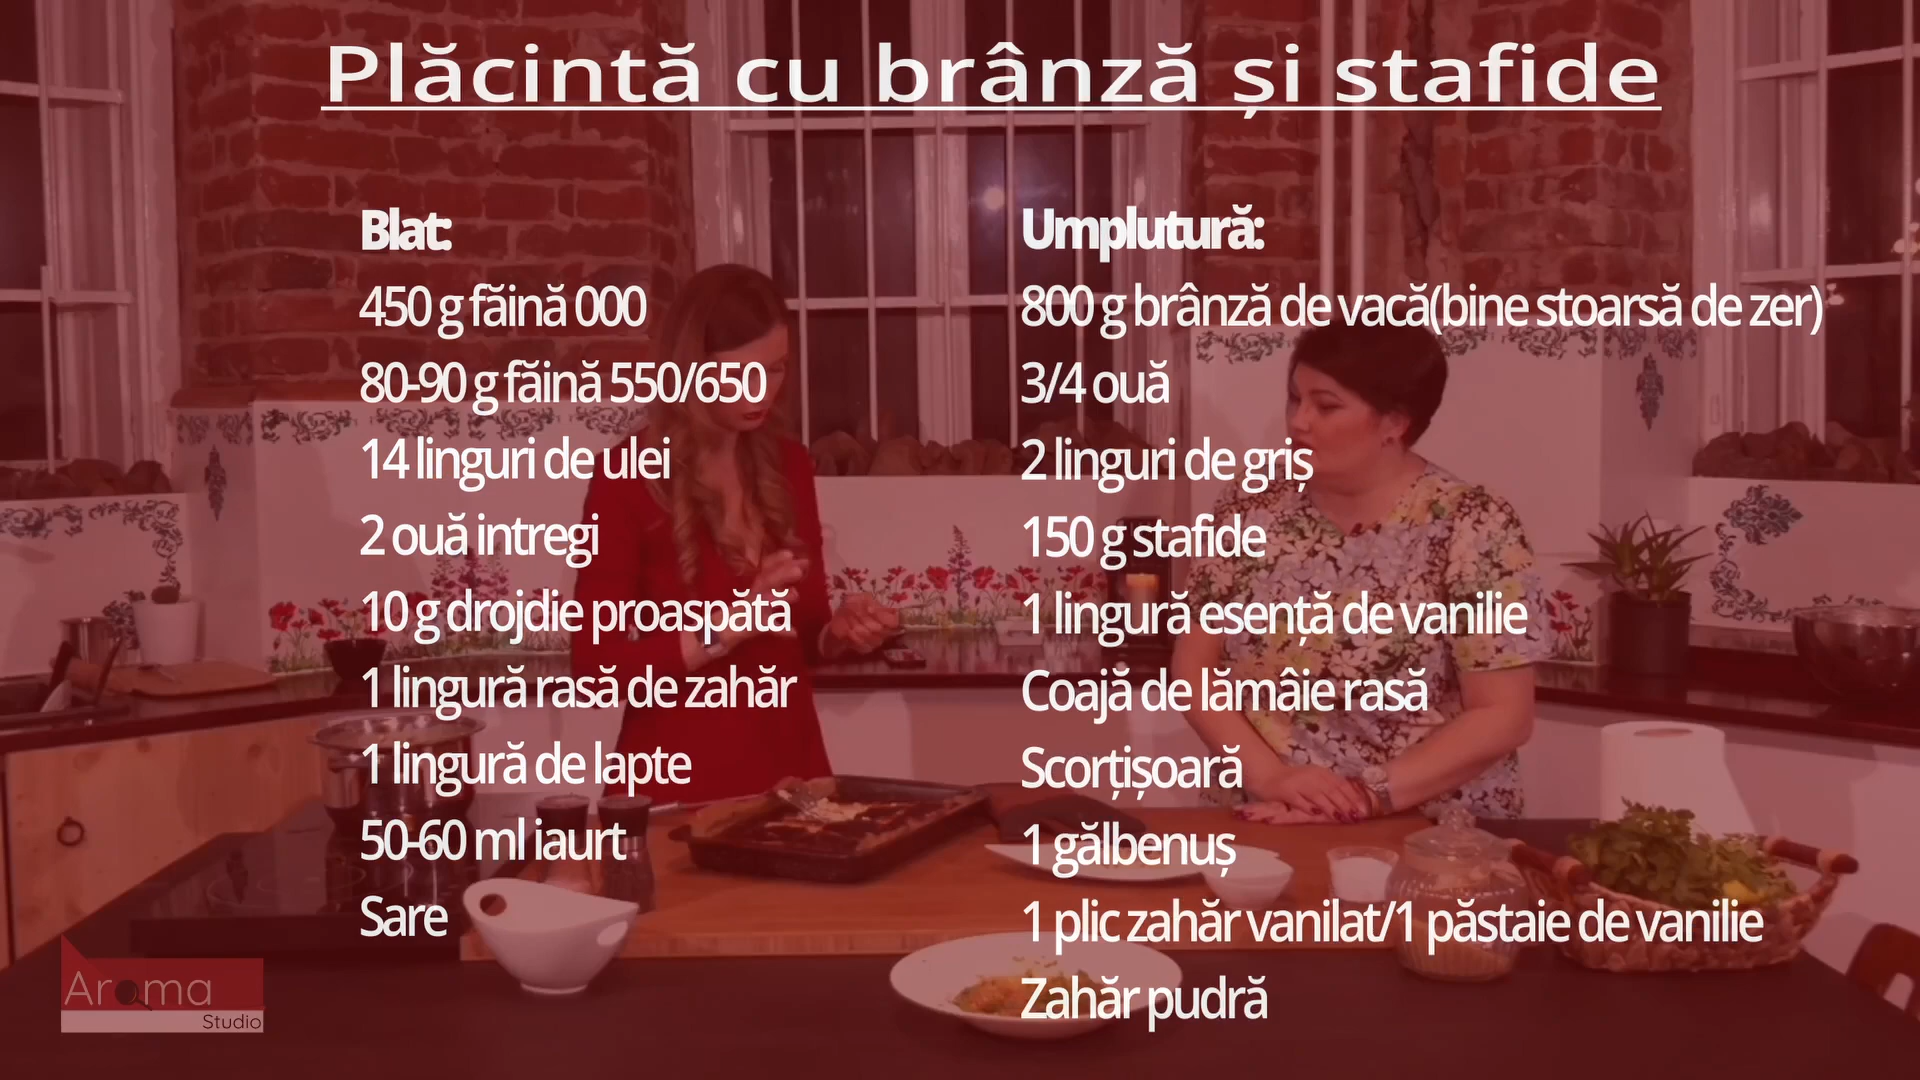 Plăcintă cu brânză și stafide
Blat:
450 g făină 000
80-90 g făină 550/650
14 linguri de ulei
2 ouă intregi
10 g drojdie proaspătă
1 lingură rasă de zahăr
1 lingură de lapte
50-60 ml iaurt
Sare
Umplutură:
800 g brânză de vacă(bine stoarsă de zer)
3/4 ouă
2 linguri de griș
150 g stafide
1 lingură esență de vanilie
Coajă de lămâie rasă
Scorțișoară
1 gălbenuș
1 plic zahăr vanilat/1 păstaie de vanilie
Zahăr pudră
Aroma
Studio